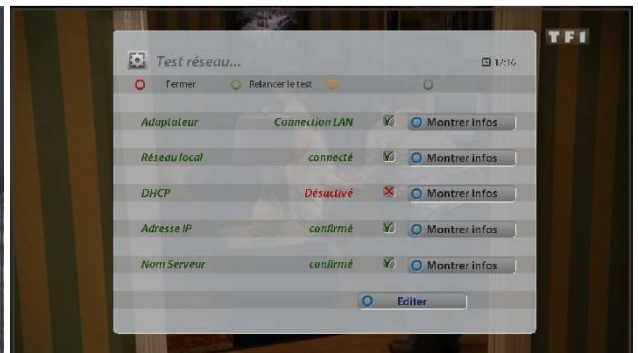 TF1
Test réseau...
17:16
Fermer Relancer le test
Adaptateur Connection LAN Montrer infos
Réseau local connecté Montrer infos
DHCP Désactivé Montrer infos
Adresse IP confirmé Montrer infos
Nom Serveur confirmé Montrer infos
Editer